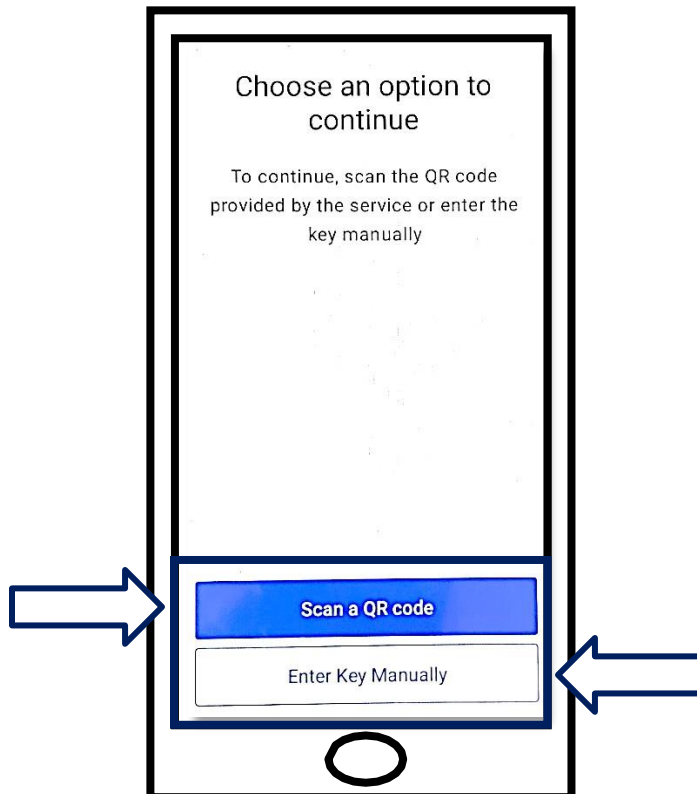 Choose an option to
continue
To continue, scan the QR code
provided by the service or enter the
key manually
Scan a QR code
Enter Key Manually